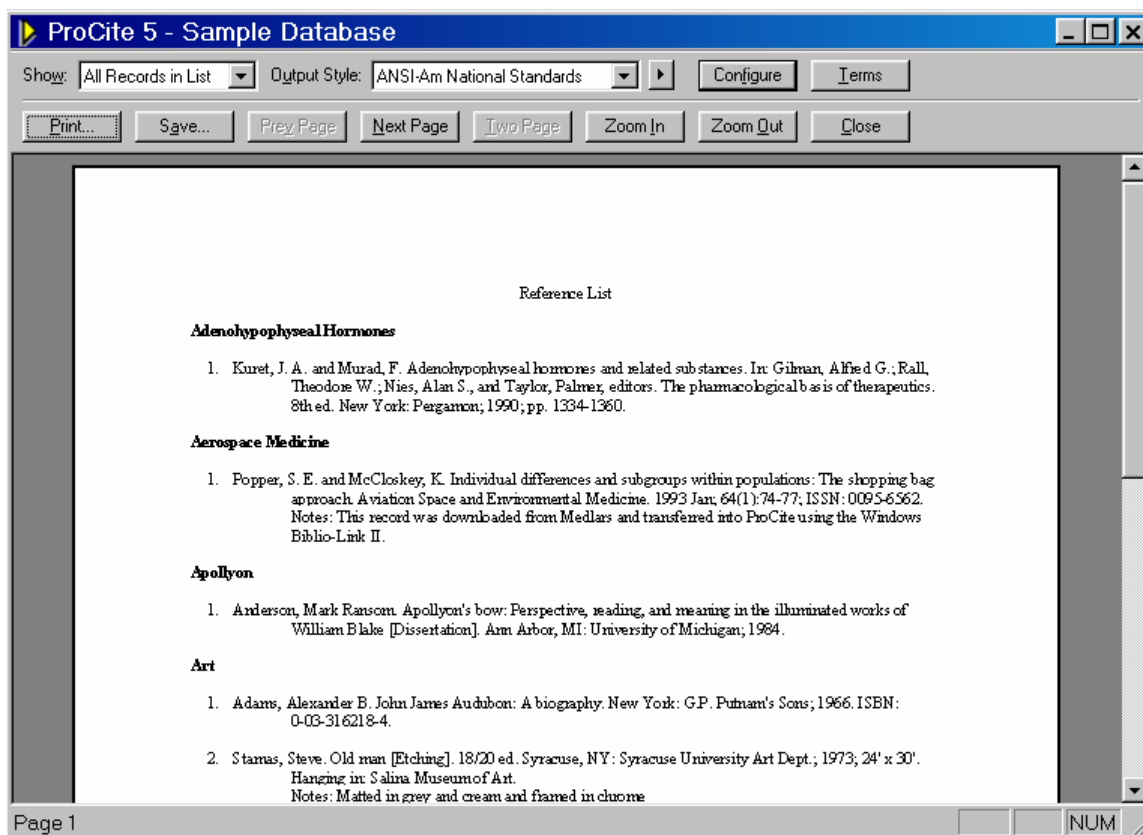 ProCite 5 - Sample Database
Show: All Records in List Output Style: ANSI-Am National Standards Configure Terms
Print... Save... Prev Page Next Page Two Page Zoom In Zoom Out Close
Reference List
Adenohypophyseal Hormones
1. Kuret, J. A. and Murad, F. Adenohypophyseal hormones and related substances. In: Gilman, Alfred G.; Rall,
Theodore W.; Nies, Alan S., and Taylor, Palmer, editors. The pharmacological basis of therapeutics.
8th ed. New York: Pergamon; 1990; pp. 1334-1360.
Aerospace Medicine
1. Popper, S. E. and McCloskey, K. Individual differences and subgroups within populations: The shopping bag
approach. Aviation Space and Environmental Medicine. 1993 Jan; 64(1):74-77; ISSN: 0095-6562.
Notes: This record was downloaded from Medlars and transferred into ProCite using the Windows
Biblio-Link II.
Apollyon
1. Anderson, Mark Ransom. Apollyon's bow: Perspective, reading, and meaning in the illuminated works of
William Blake [Dissertation]. Ann Arbor, MI: University of Michigan; 1984.
Art
1. Adams, Alexander B. John James Audubon: A biography. New York: G.P. Putnam's Sons; 1966. ISBN:
0-03-316218-4.
2. Stamas, Steve. Old man [Etching]. 18/20 ed. Syracuse, NY: Syracuse University Art Dept.; 1973; 24' x 30'.
Hanging in: Salina Museum of Art.
Notes: Matted in grey and cream and framed in chrome
Page 1 NUM